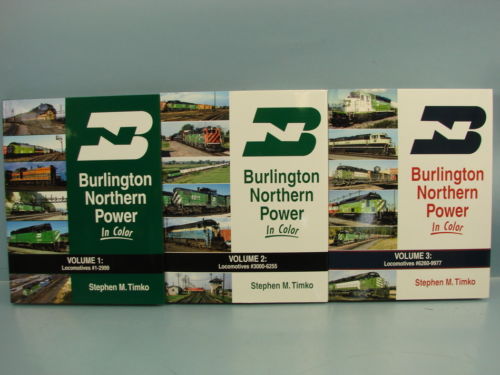 Burlington
Northern
Power
In Color
VOLUME 1:
Locomotives #1-2999
Stephen M. Timko
Burlington
Northern
Power
In Color
VOLUME 2:
Locomotives #3000-6255
Stephen M. Timko
Burlington
Northern
Power
In Color
VOLUME 3:
Locomotives #6260-9977
Stephen M. Timko